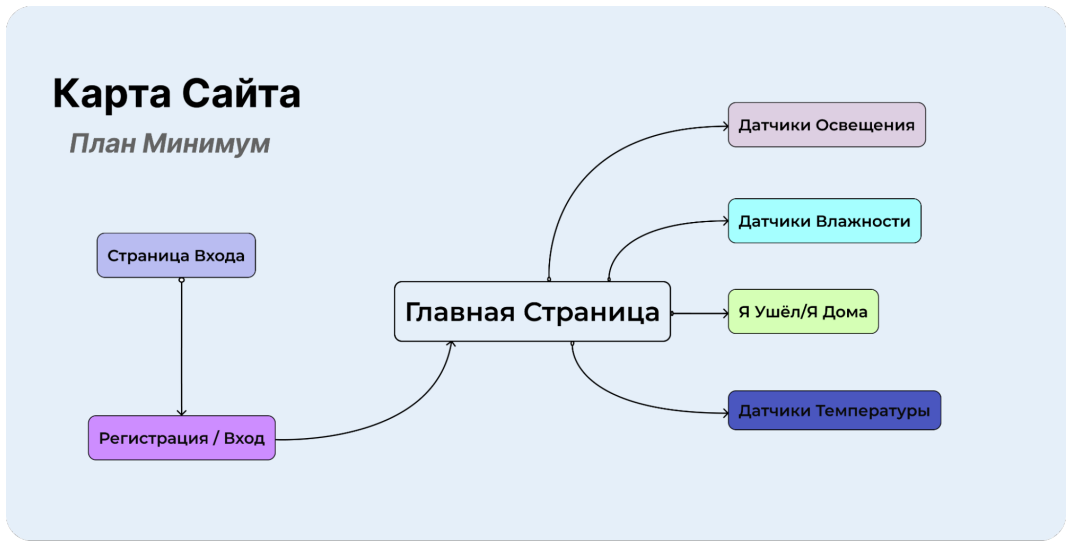 Карта Сайта
План Минимум
Датчики Освещения
Датчики Влажности
Страница Входа
Главная Страница
Я Ушёл/Я Дома
Датчики Температуры
Регистрация / Вход